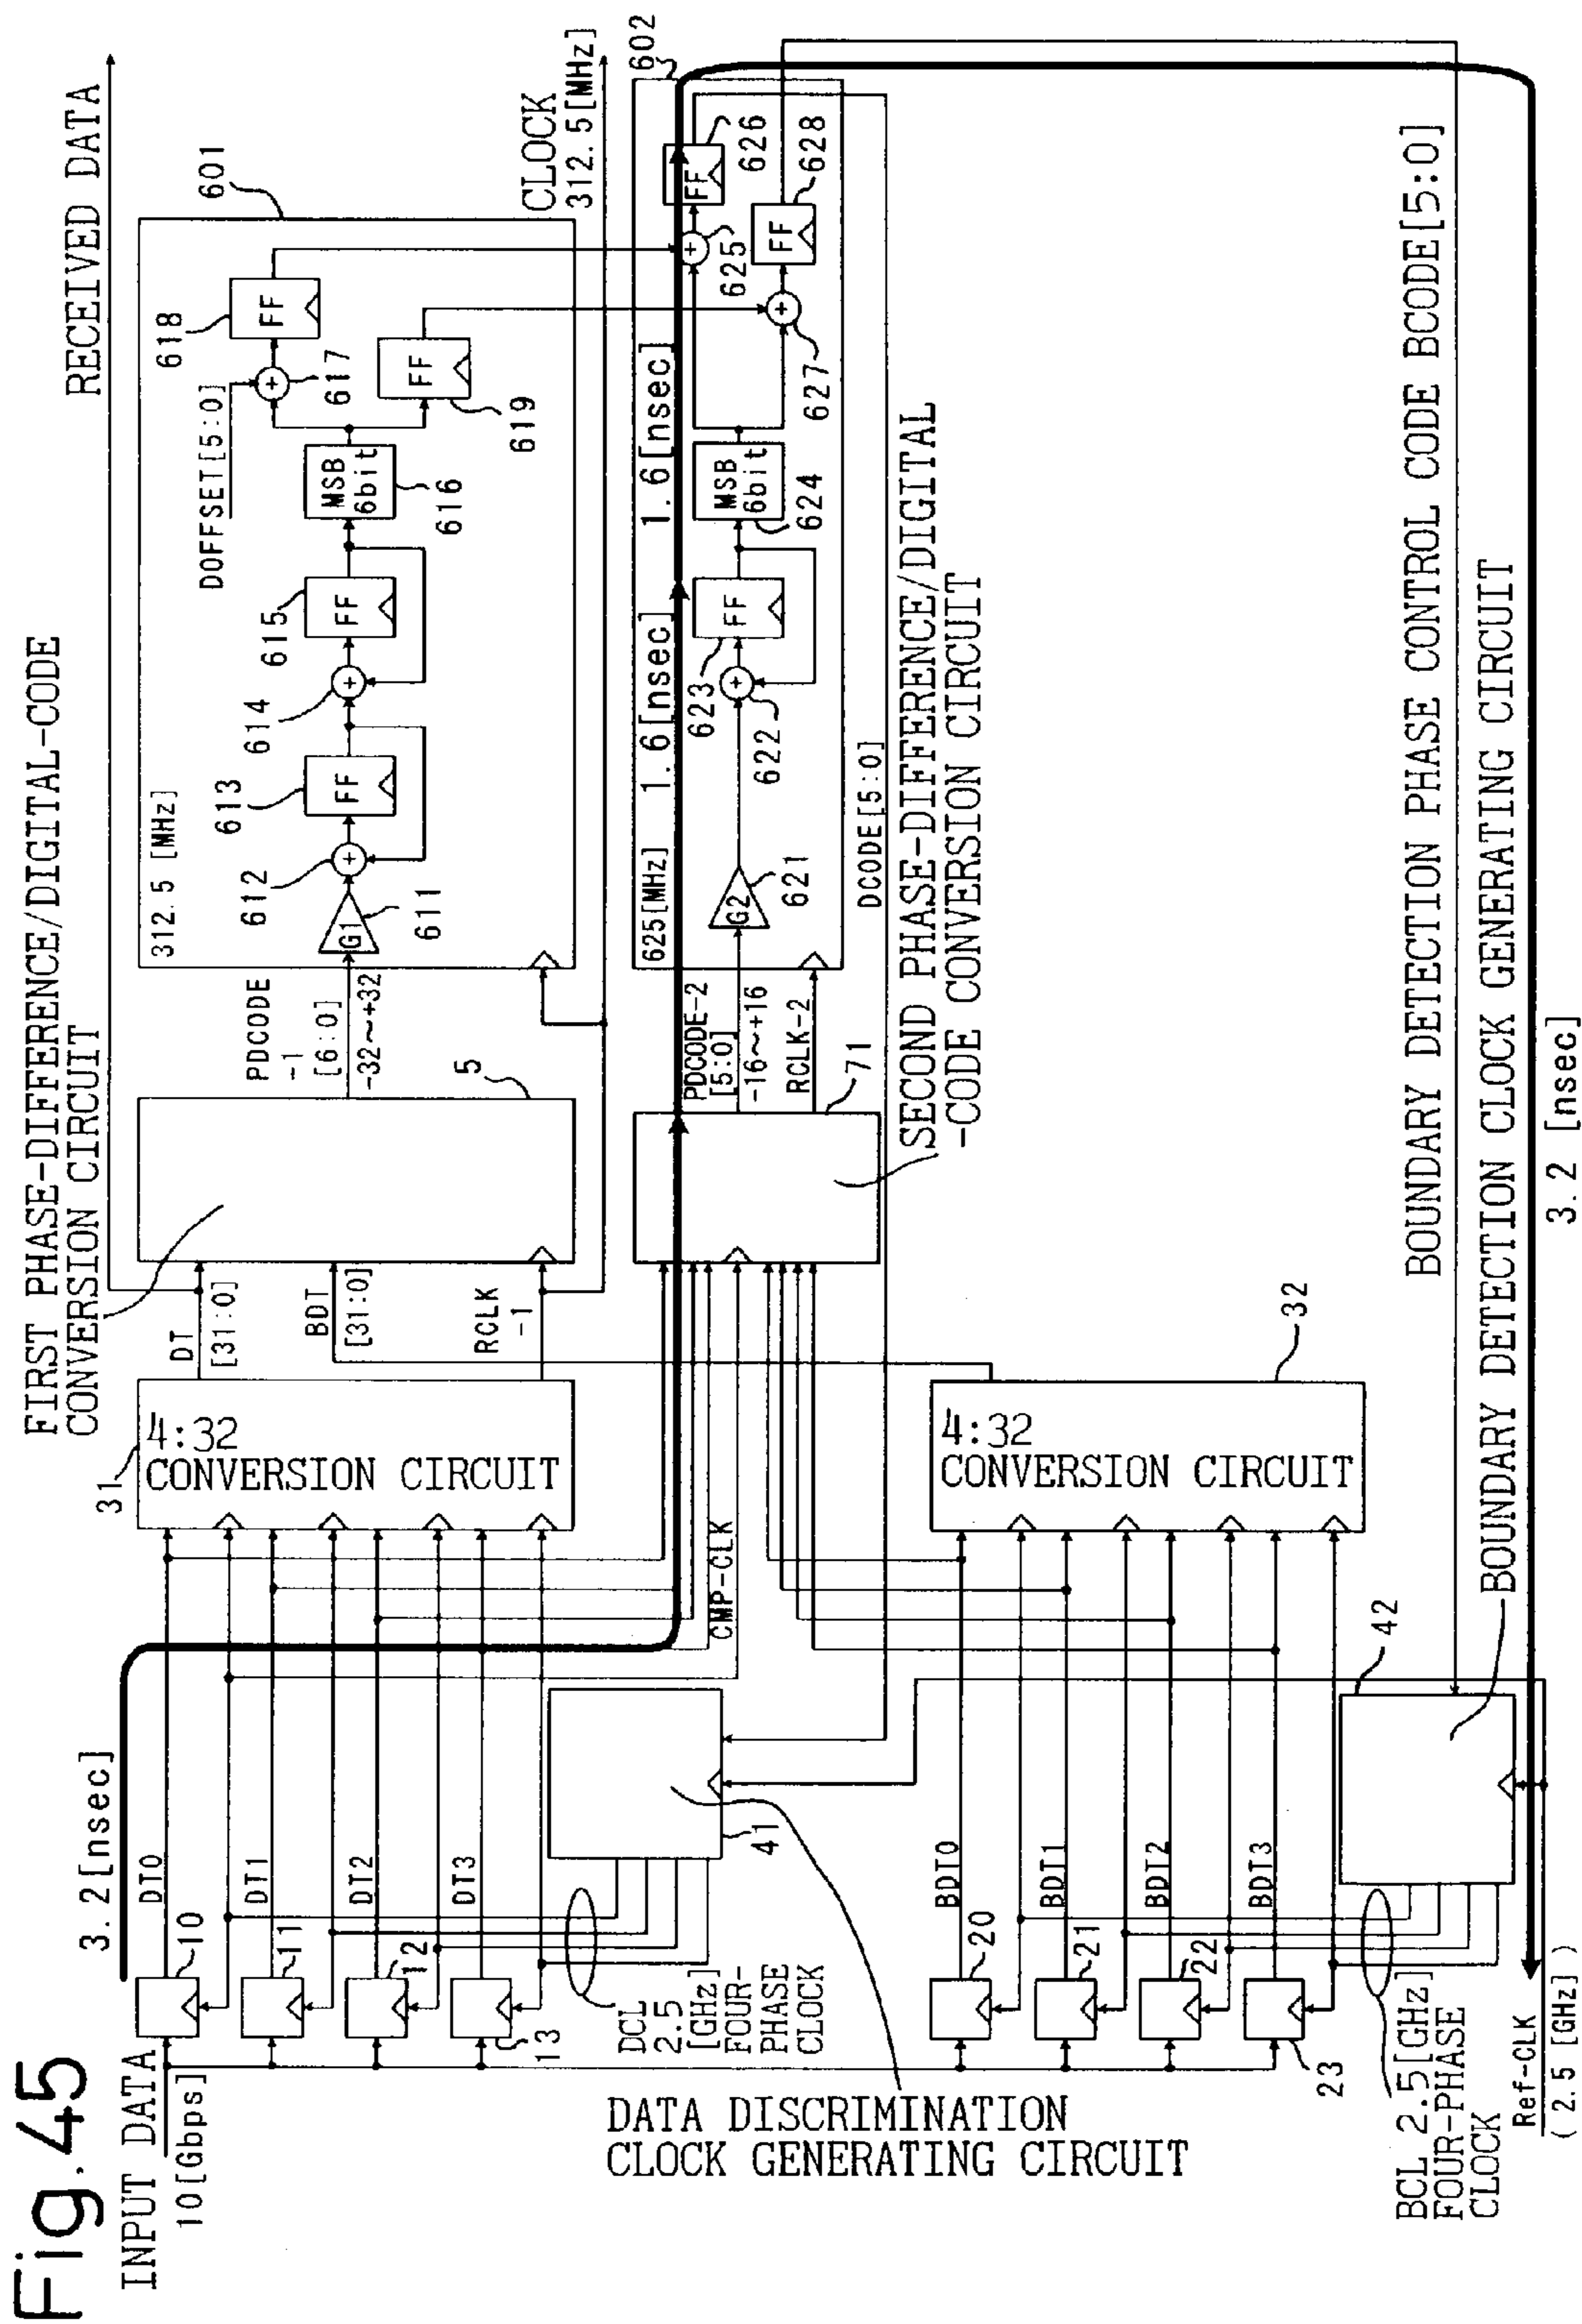 Fig. 45
INPUT DATA
10[Gbps]
3.2[nsec]
DT0
DT1
DT2
DT3
10
11
12
13
DCL
2.5
[GHz]
FOUR-
PHASE
CLOCK
41
DATA DISCRIMINATION
CLOCK GENERATING CIRCUIT
31
4:32
CONVERSION CIRCUIT
FIRST PHASE-DIFFERENCE/DIGITAL-CODE
CONVERSION CIRCUIT
DT
[31:0]
BDT
[31:0]
RCLK
-1
5
PDCODE
-1
[6:0]
-32~+32
RECEIVED DATA
601
312.5 [MHz]
G1
611
612
FF
613
614
FF
615
MSB
6bit
616
DOFFSET[5:0]
617
FF
618
FF
619
CLOCK
312.5[MHz]
602
625[MHz]
1.6[nsec]
1.6[nsec]
CMP-CLK
71
PDCODE-2
[5:0]
-16~+16
RCLK-2
G2
621
622
FF
623
MSB
6bit
624
625
FF
626
627
FF
628
DCODE[5:0]
SECOND PHASE-DIFFERENCE/DIGITAL
-CODE CONVERSION CIRCUIT
BDT0
BDT1
BDT2
BDT3
20
21
22
23
4:32
CONVERSION CIRCUIT
32
42
BCL 2.5[GHz]
FOUR-PHASE
CLOCK
Ref-CLK
(2.5 [GHz])
BOUNDARY DETECTION PHASE CONTROL CODE BCODE[5:0]
BOUNDARY DETECTION CLOCK GENERATING CIRCUIT
3.2 [nsec]